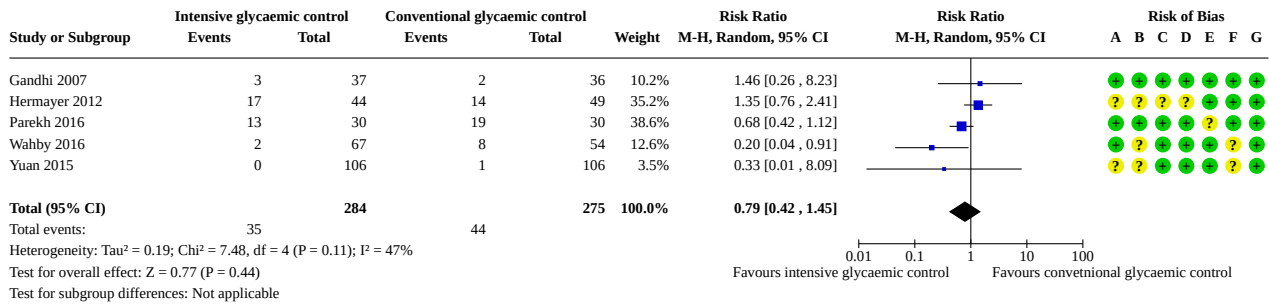 Intensive glycaemic control Conventional glycaemic control Risk Ratio Risk Ratio Risk of Bias
Study or Subgroup Events Total Events Total Weight M-H, Random, 95% CI M-H, Random, 95% CI A B C D E F G
Gandhi 2007 3 37 2 36 10.2% 1.46 [0.26 , 8.23] + + + + + + +
Hermayer 2012 17 44 14 49 35.2% 1.35 [0.76 , 2.41] ? ? ? ? + + +
Parekh 2016 13 30 19 30 38.6% 0.68 [0.42 , 1.12] + + + + ? + +
Wahby 2016 2 67 8 54 12.6% 0.20 [0.04 , 0.91] + ? + + + ? +
Yuan 2015 0 106 1 106 3.5% 0.33 [0.01 , 8.09] ? ? + + + ? +
Total (95% CI) 284 275 100.0% 0.79 [0.42 , 1.45]
Total events: 35 44
Heterogeneity: Tau² = 0.19; Chi² = 7.48, df = 4 (P = 0.11); I² = 47%
0.01 0.1 1 10 100
Test for overall effect: Z = 0.77 (P = 0.44) Favours intensive glycaemic control Favours convetnional glycaemic control
Test for subgroup differences: Not applicable